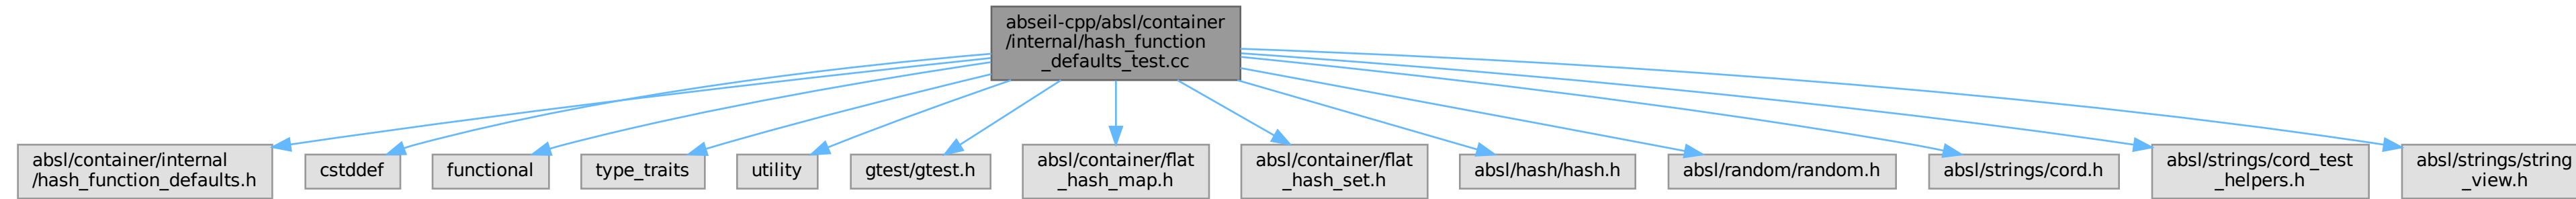 abseil-cpp/absl/container
/internal/hash_function
_defaults_test.cc
absl/container/internal
/hash_function_defaults.h
cstddef
functional
type_traits
utility
gtest/gtest.h
absl/container/flat
_hash_map.h
absl/container/flat
_hash_set.h
absl/hash/hash.h
absl/random/random.h
absl/strings/cord.h
absl/strings/cord_test
_helpers.h
absl/strings/string
_view.h